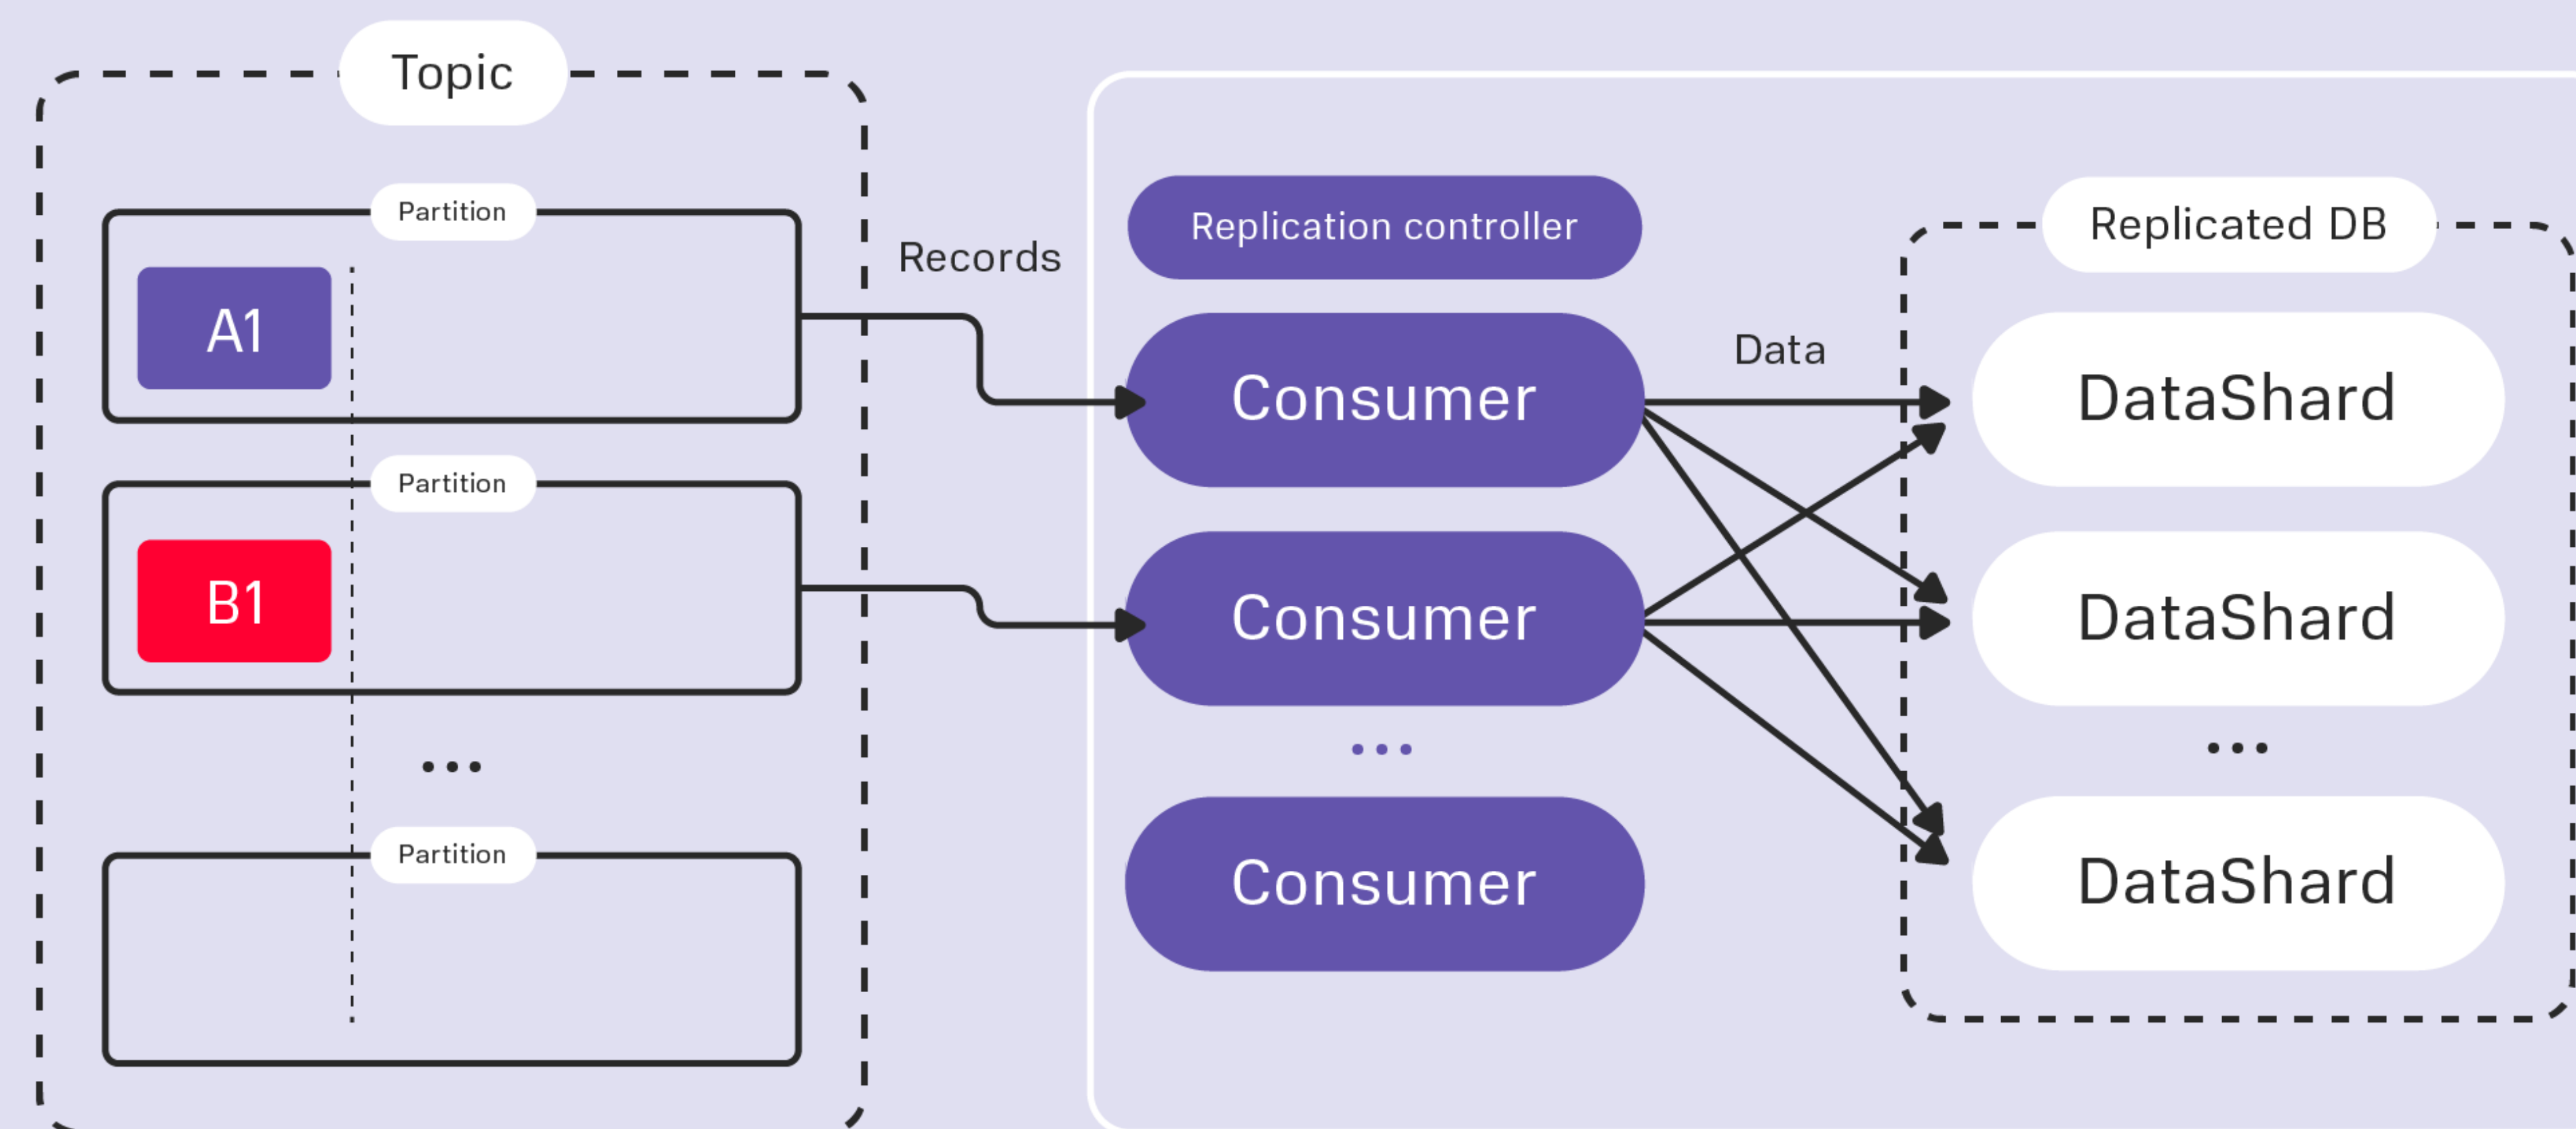 Topic
Partition
A1
Partition
B1
...
Partition
Records
Replication controller
Consumer
Consumer
...
Consumer
Data
Replicated DB
DataShard
DataShard
...
DataShard